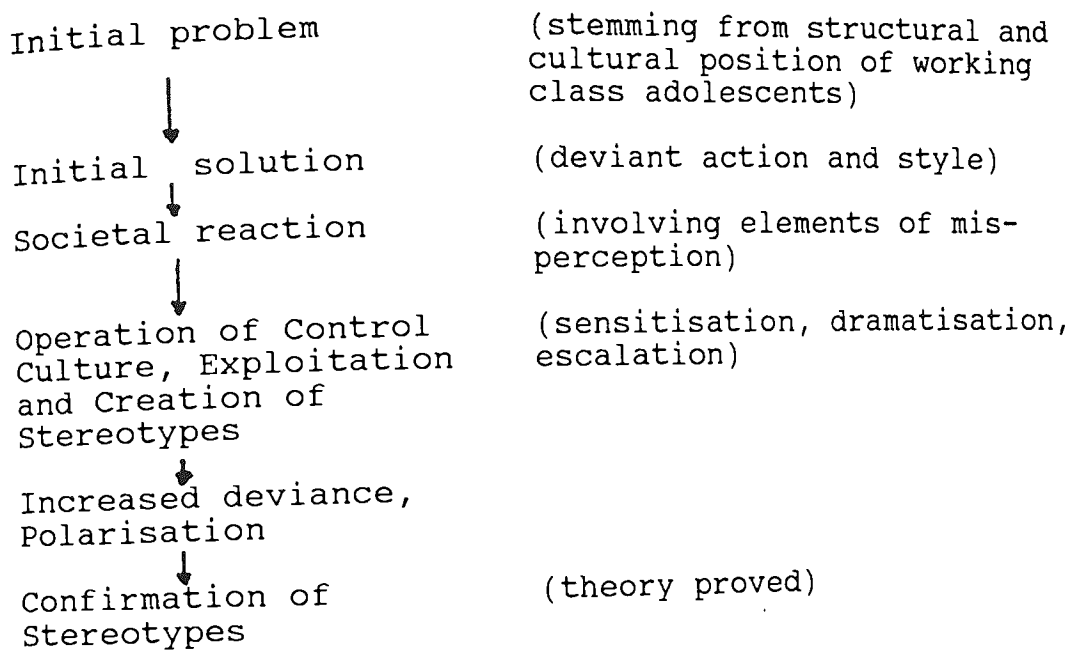 Initial problem
(stemming from structural and
cultural position of working
class adolescents)
Initial solution
(deviant action and style)
Societal reaction
(involving elements of mis-
perception)
Operation of Control
Culture, Exploitation
and Creation of
Stereotypes
(sensitisation, dramatisation,
escalation)
Increased deviance,
Polarisation
Confirmation of
Stereotypes
(theory proved)